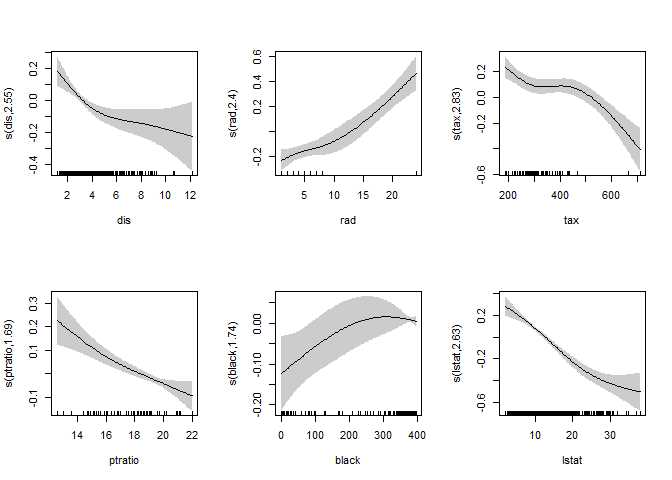 s(dis,2.55)
0.2
0.0
-0.2
-0.4
2 4 6 8 10 12
dis
s(rad,2.4)
0.6
0.4
0.2
-0.2
5 10 15 20
rad
s(tax,2.83)
0.2
0.0
-0.2
-0.6
200 400 600
tax
s(ptratio,1.69)
0.3
0.2
0.1
-0.1
14 16 18 20 22
ptratio
s(black,1.74)
0.00
-0.10
-0.20
0 100 200 300 400
black
s(lstat,2.63)
0.2
-0.2
-0.6
10 20 30
lstat